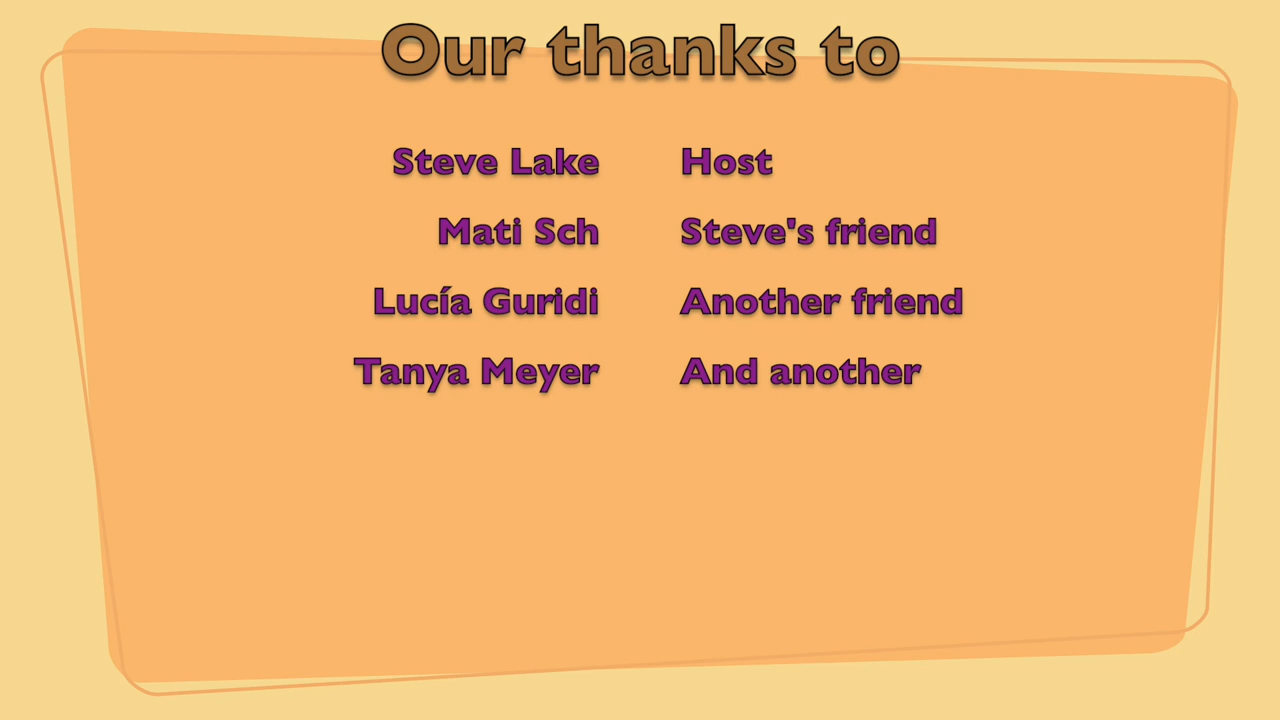 Our thanks to
Steve Lake Host
Mati Sch Steve's friend
Lucía Guridi Another friend
Tanya Meyer And another